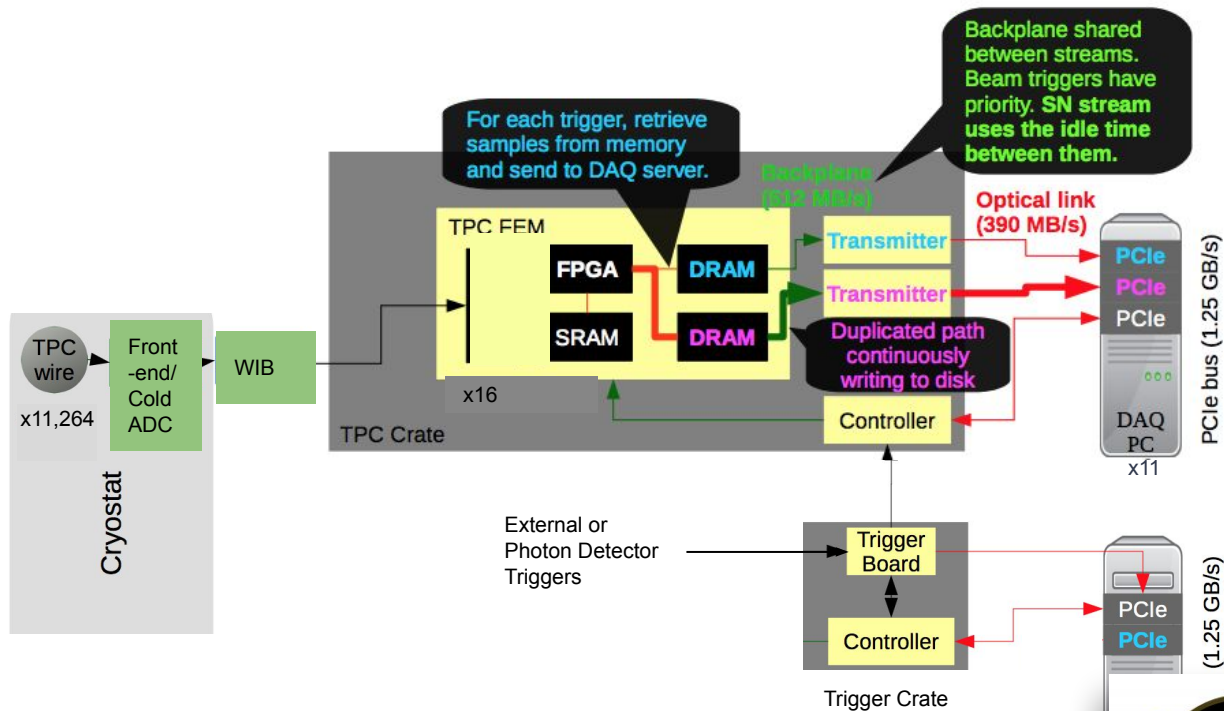 Backplane shared
between streams.
Beam triggers have
priority. SN stream
uses the idle time
between them.
For each trigger, retrieve
samples from memory
and send to DAQ server.
Backplane
(512 MB/s)
Optical link
(390 MB/s)
TPC FEM
FPGA
DRAM
SRAM
DRAM
x16
Transmitter
Transmitter
Duplicated path
continuously
writing to disk
Controller
TPC Crate
PCIe
PCIe
PCIe
DAQ
PC
x11
PCIe bus (1.25 GB/s)
TPC
wire
x11,264
Front
-end/
Cold
ADC
WIB
Cryostat
External or
Photon Detector
Triggers
Trigger
Board
Controller
Trigger Crate
PCIe
PCIe
(1.25 GB/s)